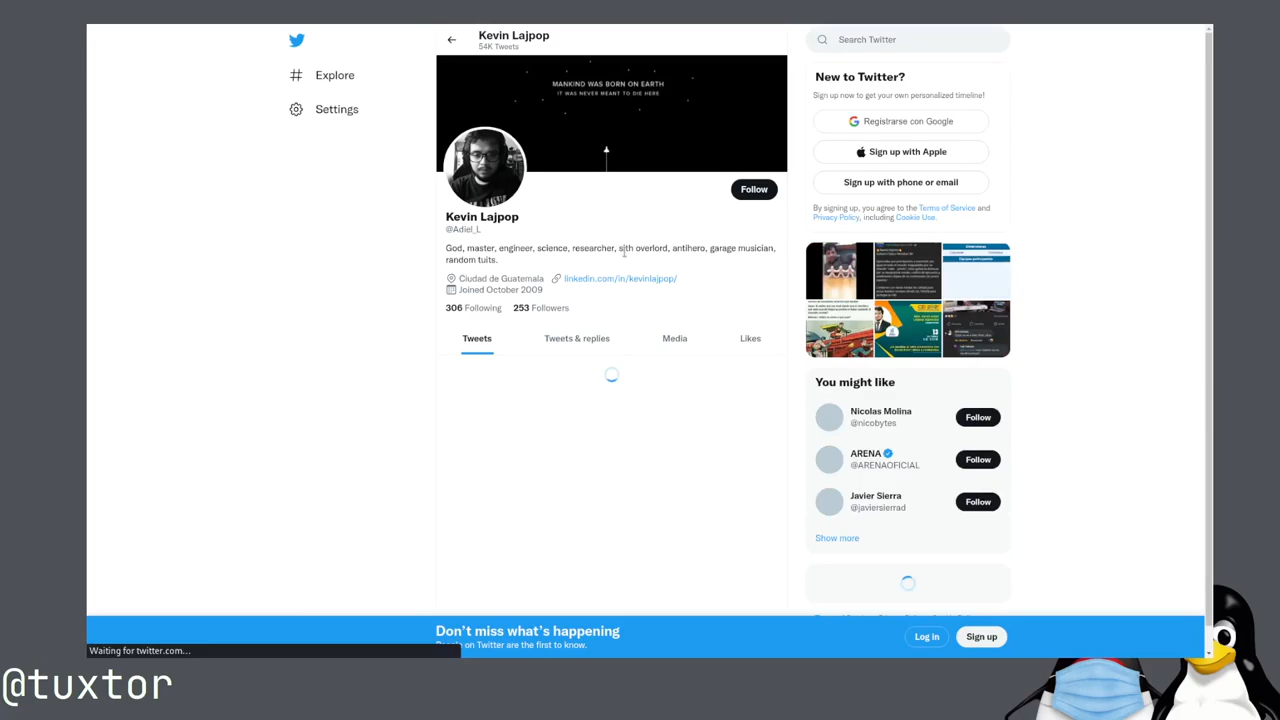 Kevin Lajpop
54K Tweets
Explore
Settings
MANKIND WAS BORN ON EARTH
IT WAS NEVER MEANT TO DIE HERE
Follow
Kevin Lajpop
@Adiel_L
God, master, engineer, science, researcher, sith overlord, antihero, garage musician,
random tuits.
Ciudad de Guatemala linkedin.com/in/kevinlajpop/
Joined October 2009
306 Following 253 Followers
Tweets Tweets & replies Media Likes
Search Twitter
New to Twitter?
Sign up now to get your own personalized timeline!
Registrarse con Google
Sign up with Apple
Sign up with phone or email
By signing up, you agree to the Terms of Service and
Privacy Policy, including Cookie Use.
You might like
Nicolas Molina
@nicobytes
Follow
ARENA
@ARENAOFICIAL
Follow
Javier Sierra
@javiersierrad
Follow
Show more
Don't miss what's happening
on Twitter are the first to know.
Log in
Sign up
Waiting for twitter.com...
@tuxtor